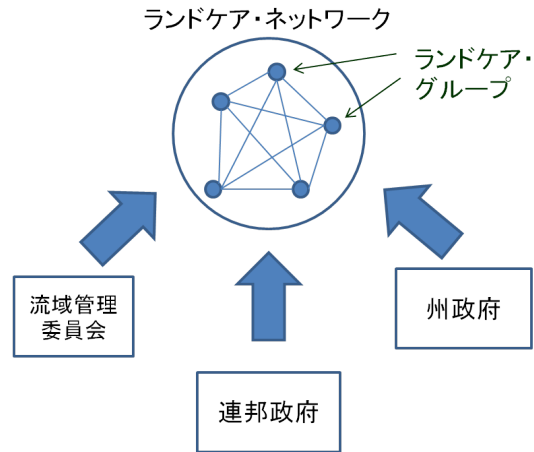 ランドケア・ネットワーク
ランドケア・
グループ
流域管理
委員会
州政府
連邦政府